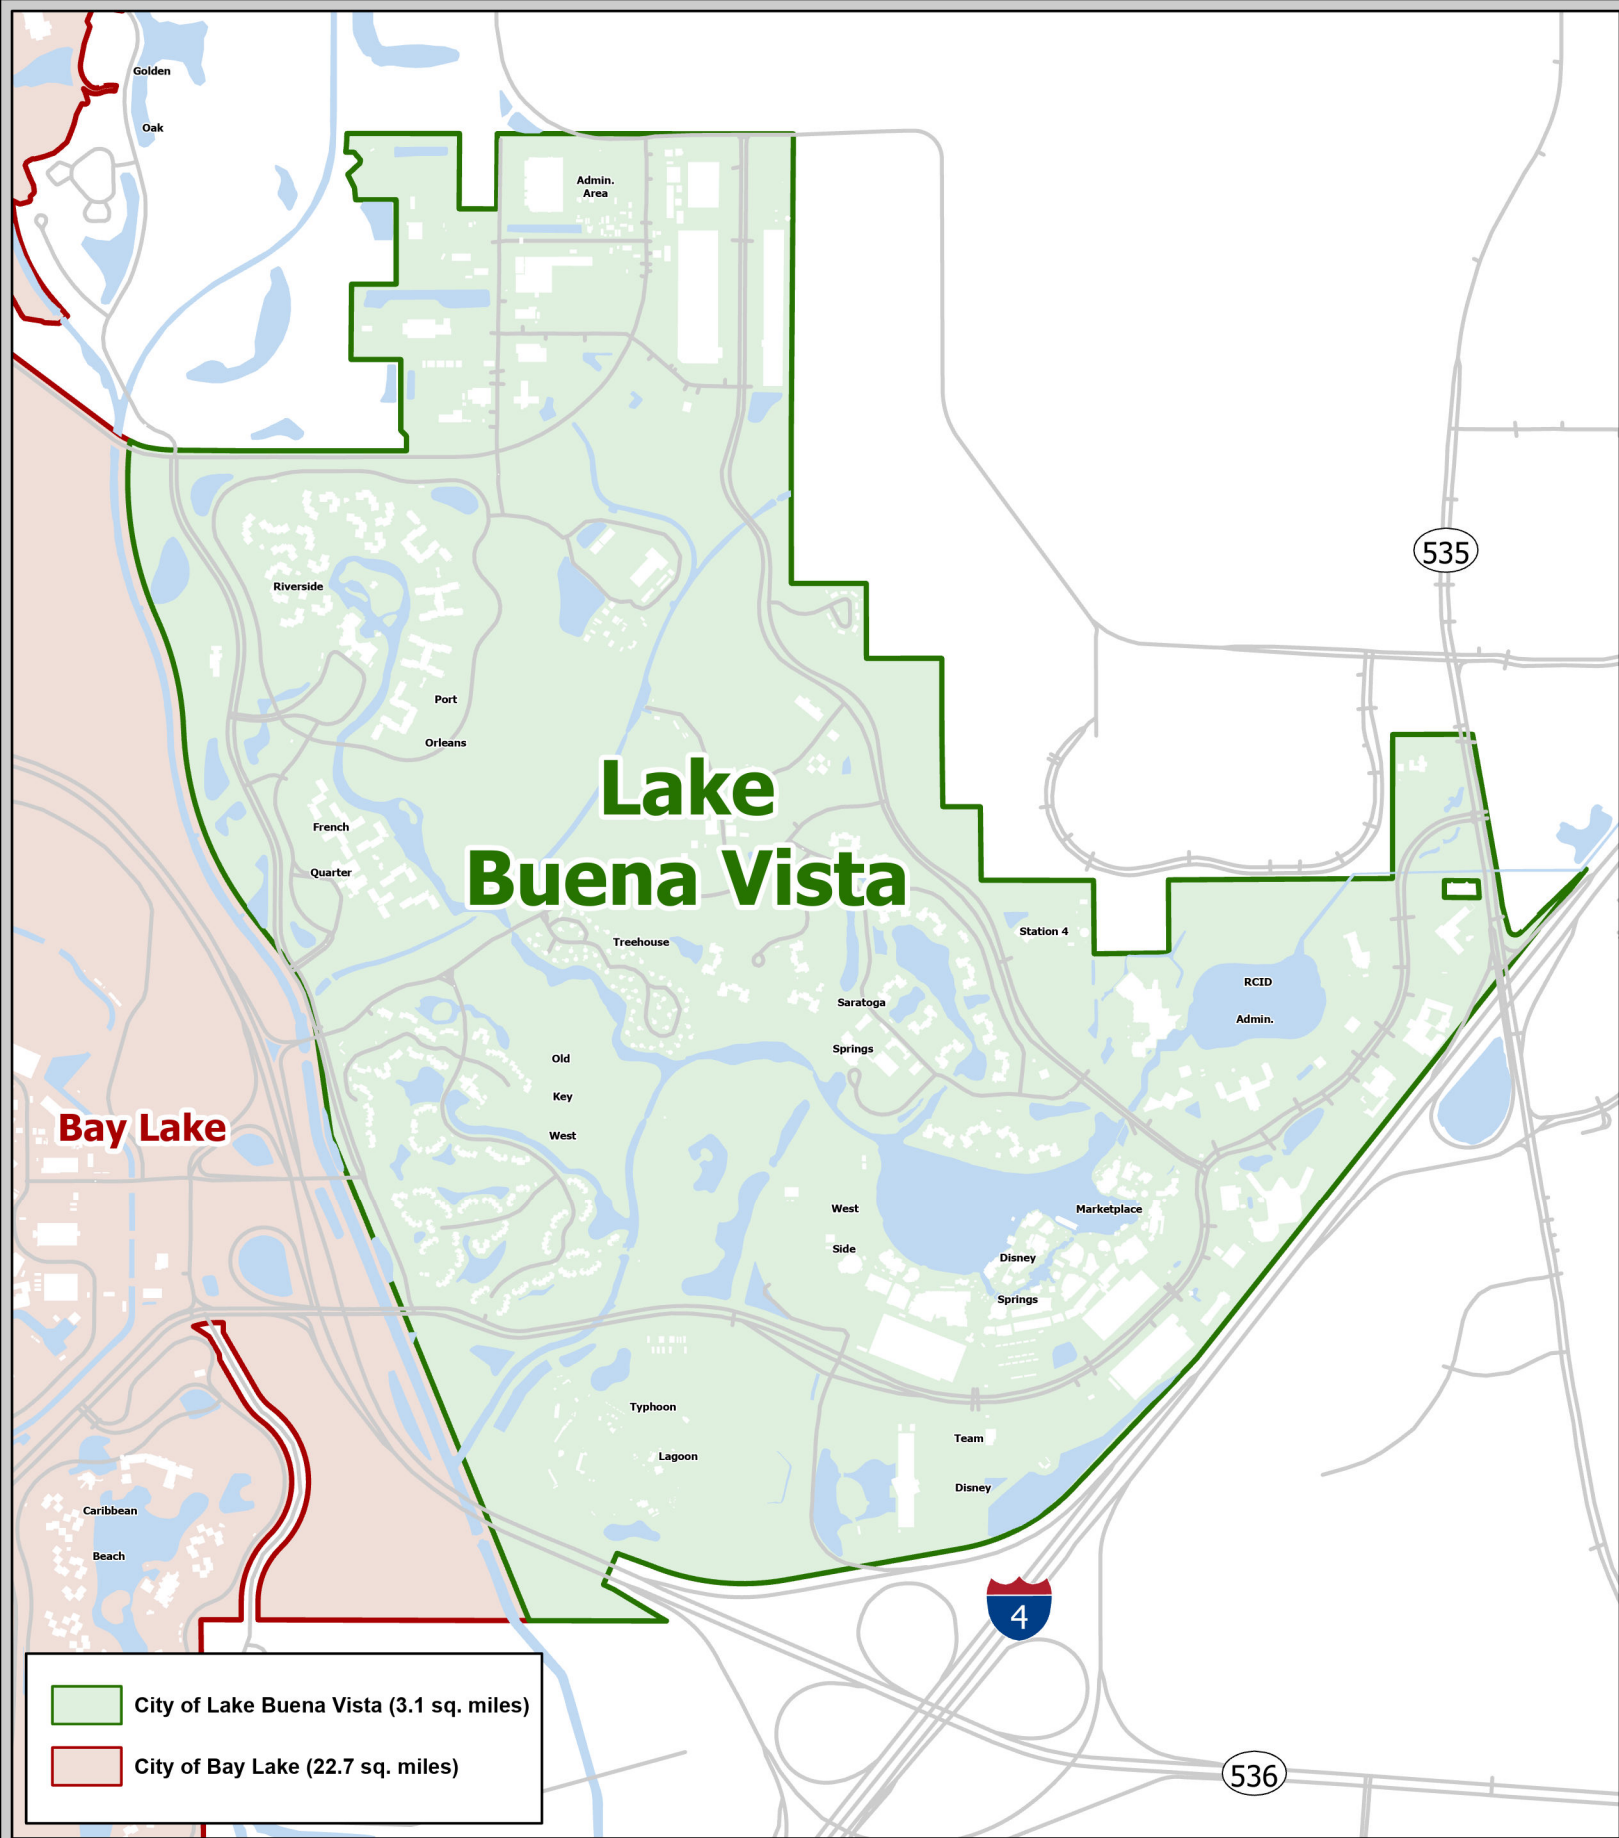 Golden
Oak
Admin.
Area
535
Riverside
Port
Orleans
Lake
Buena Vista
French
Quarter
Treehouse
Station 4
Saratoga
Springs
RCID
Admin.
Old
Key
West
Bay Lake
West
Side
Marketplace
Disney
Springs
Typhoon
Lagoon
Team
Disney
Caribbean
Beach
4
536
City of Lake Buena Vista (3.1 sq. miles)
City of Bay Lake (22.7 sq. miles)